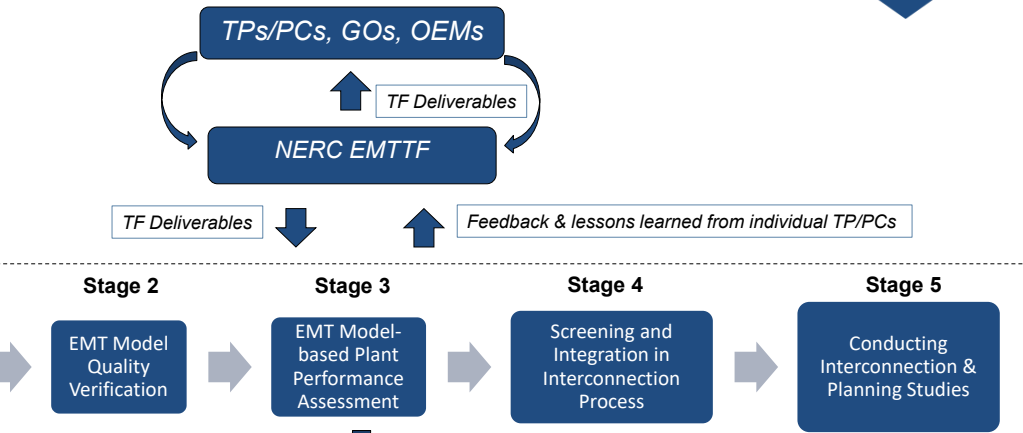 TPs/PCs, GOs, OEMs
TF Deliverables
NERC EMTTF
TF Deliverables
Feedback & lessons learned from individual TP/PCs
Stage 2
Stage 3
Stage 4
Stage 5
EMT Model
Quality
Verification
EMT Model-
based Plant
Performance
Assessment
Screening and
Integration in
Interconnection
Process
Conducting
Interconnection &
Planning Studies